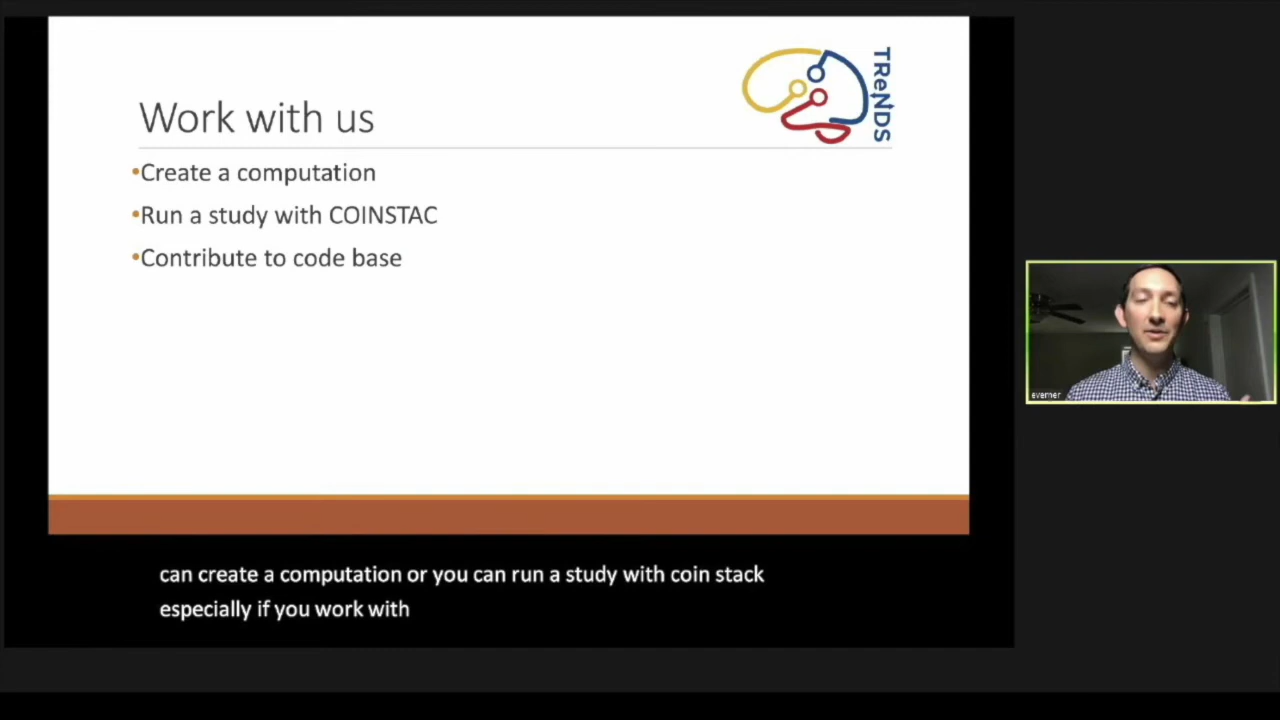 TReNDS
Work with us
•Create a computation
•Run a study with COINSTAC
•Contribute to code base
everner
can create a computation or you can run a study with coin stack
especially if you work with